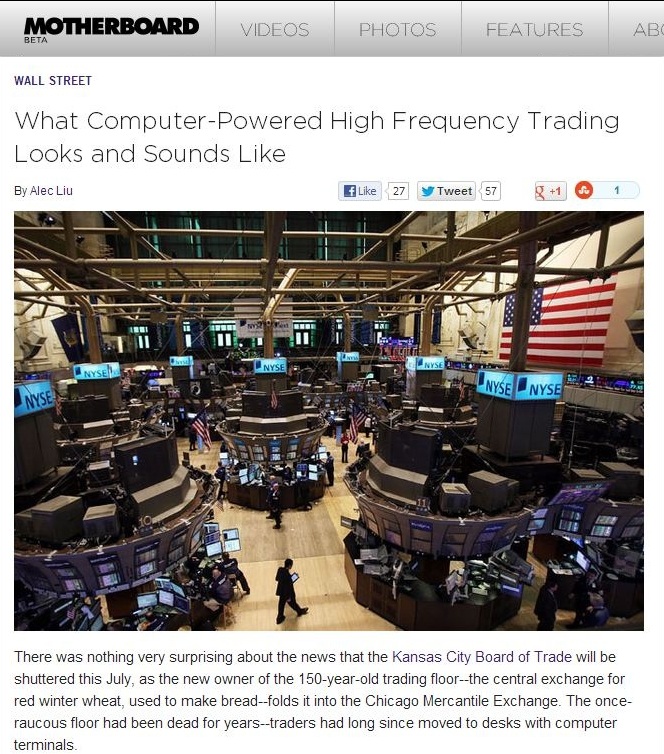 MOTHERBOARD
BETA
VIDEOS
PHOTOS
FEATURES
ABO
WALL STREET
What Computer-Powered High Frequency Trading
Looks and Sounds Like
By Alec Liu
Like 27
Tweet 57
g +1
1
NYSE
NYSE
NYSE
NYSE
NYSE
NYSE
NYSE
NYSE NYSE
There was nothing very surprising about the news that the Kansas City Board of Trade will be
shuttered this July, as the new owner of the 150-year-old trading floor--the central exchange for
red winter wheat, used to make bread--folds it into the Chicago Mercantile Exchange. The once-
raucous floor had been dead for years--traders had long since moved to desks with computer
terminals.